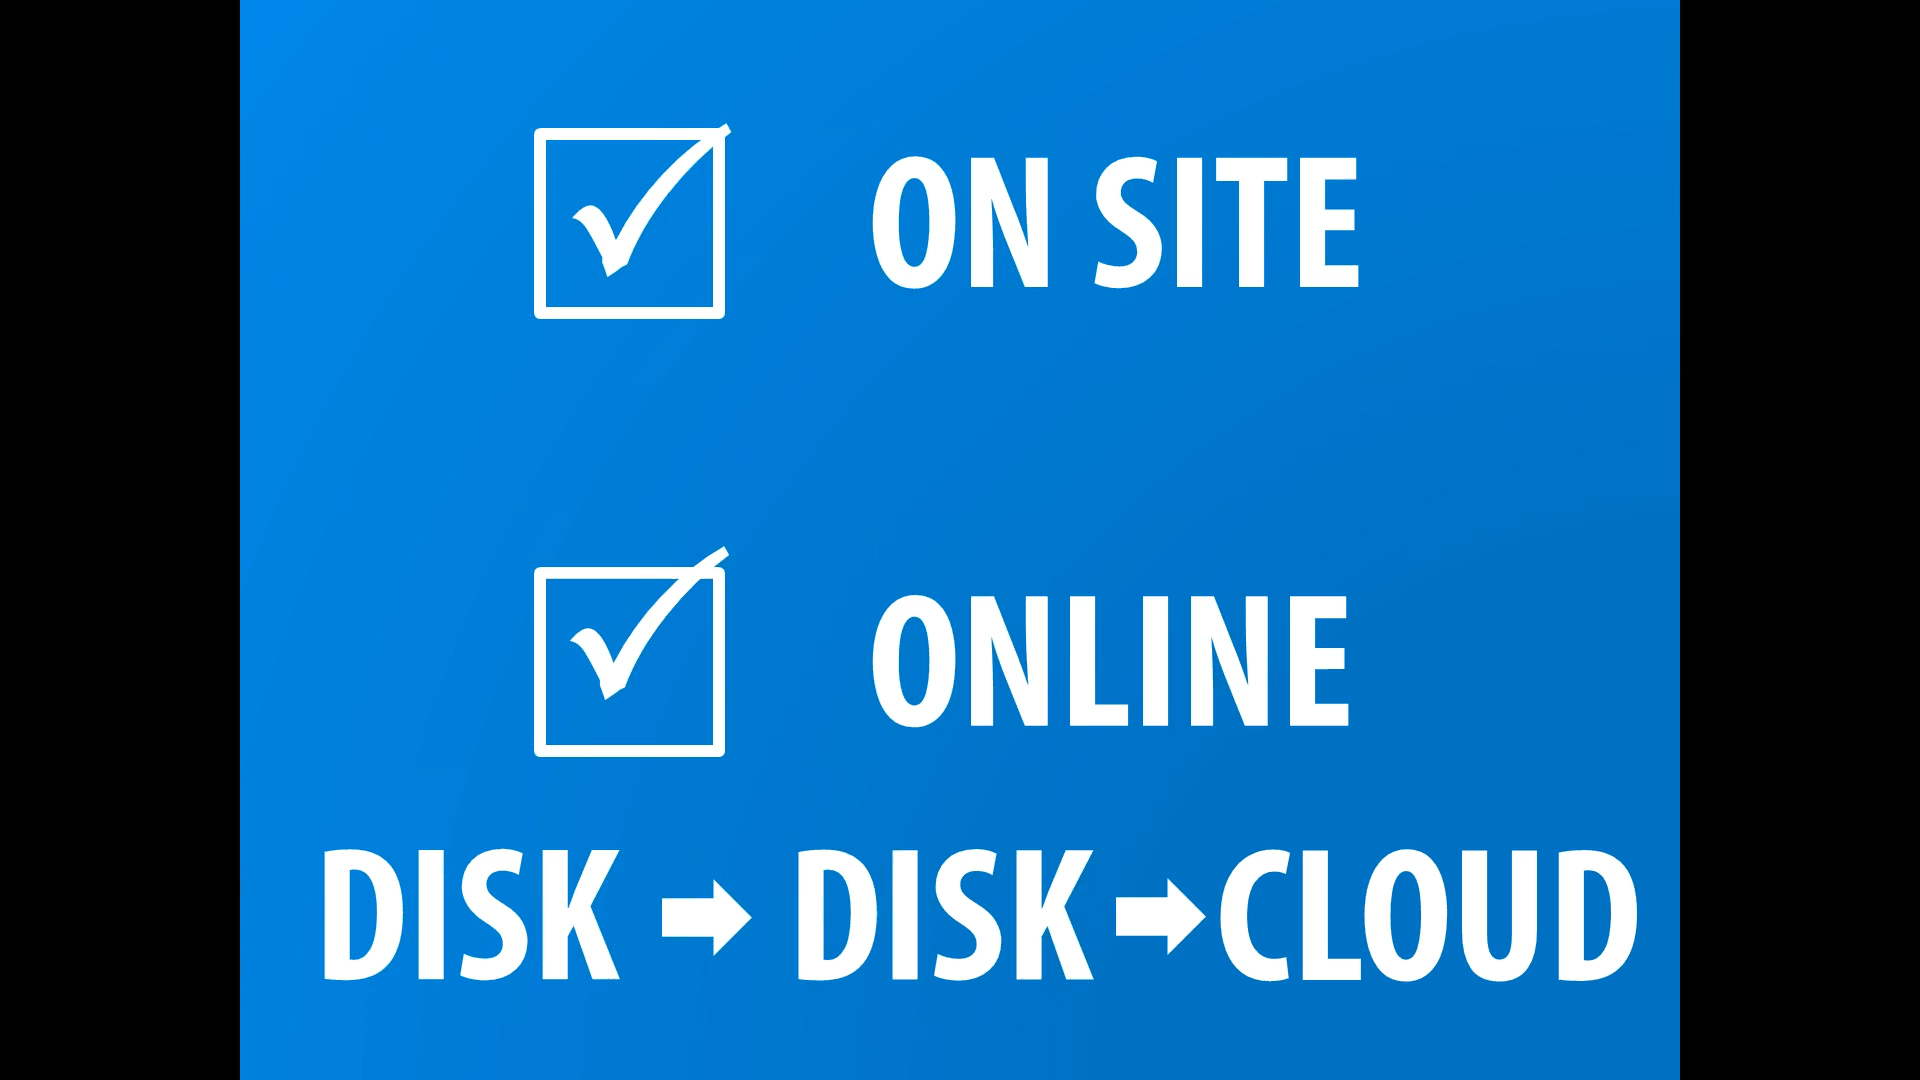 ON SITE
ONLINE
DISK ➡ DISK ➡ CLOUD